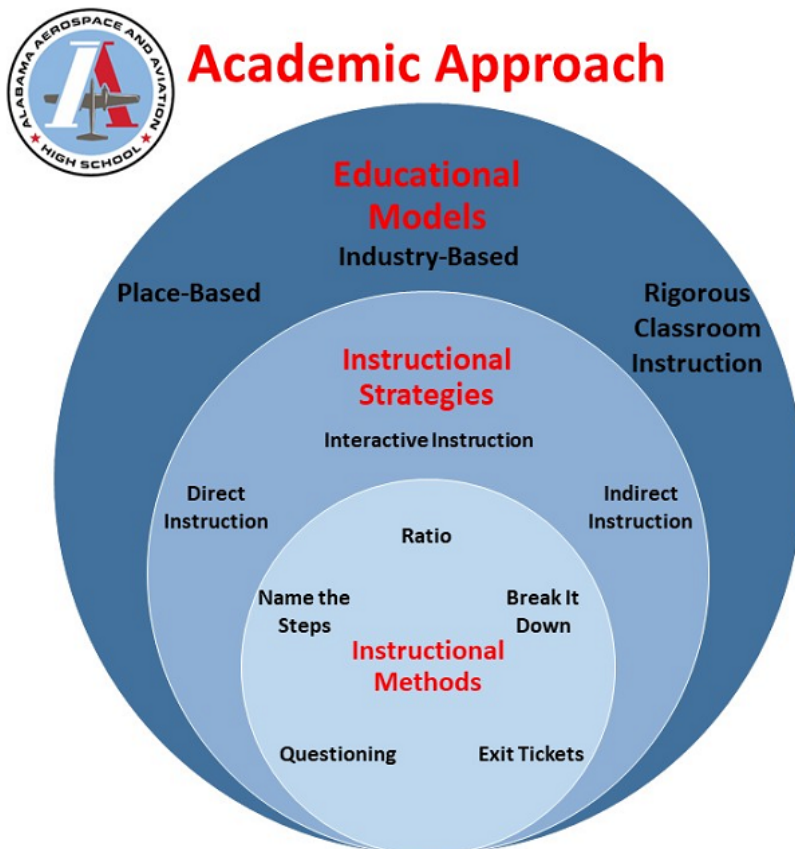 ALABAMA AEROSPACE AND AVIATION
HIGH SCHOOL
A
Academic Approach
Educational
Models
Industry-Based
Place-Based
Rigorous
Classroom
Instruction
Instructional
Strategies
Interactive Instruction
Direct
Instruction
Indirect
Instruction
Ratio
Name the
Steps
Break It
Down
Instructional
Methods
Questioning
Exit Tickets